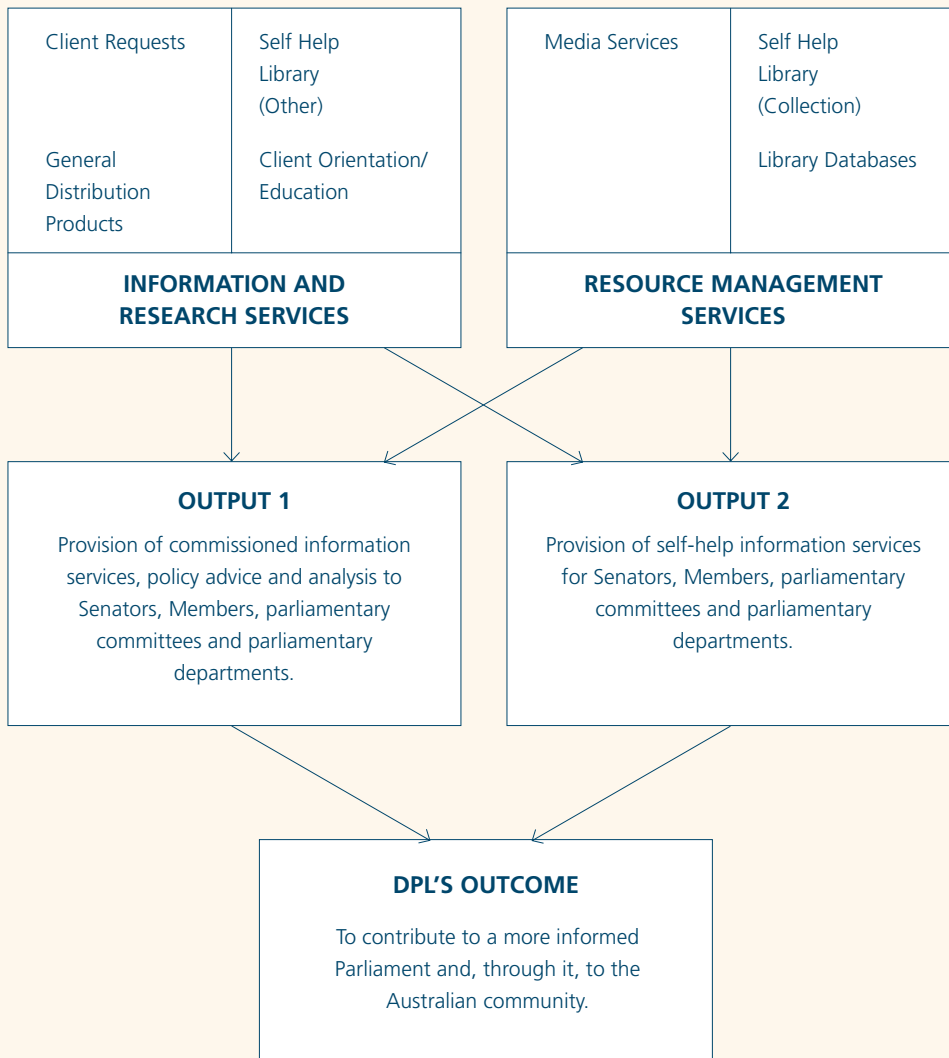 Client Requests
General
Distribution
Products
Self Help
Library
(Other)
Client Orientation/
Education
INFORMATION AND
RESEARCH SERVICES
Media Services
Self Help
Library
(Collection)
Library Databases
RESOURCE MANAGEMENT
SERVICES
OUTPUT 1
Provision of commissioned information
services, policy advice and analysis to
Senators, Members, parliamentary
committees and parliamentary
departments.
OUTPUT 2
Provision of self-help information services
for Senators, Members, parliamentary
committees and parliamentary
departments.
DPL'S OUTCOME
To contribute to a more informed
Parliament and, through it, to the
Australian community.